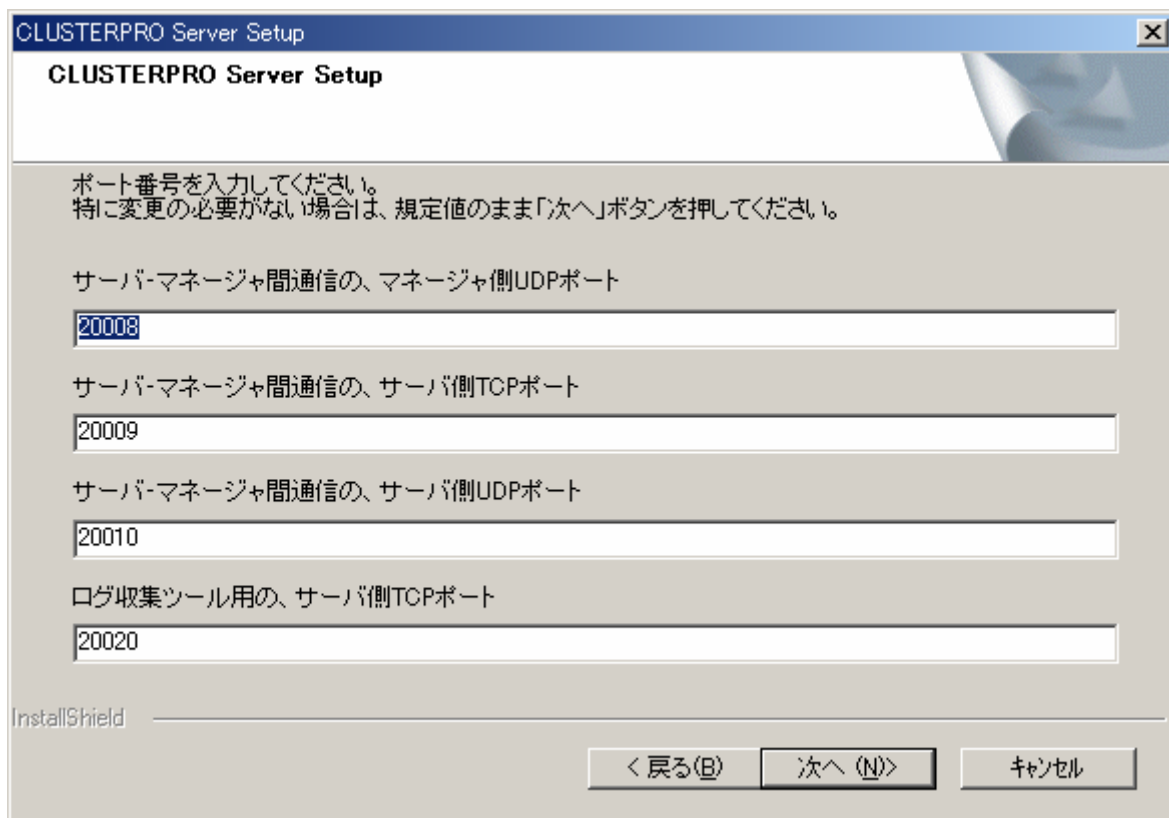 CLUSTERPRO Server Setup
CLUSTERPRO Server Setup
ポート番号を入力してください。
特に変更の必要がない場合は、規定値のまま「次へ」ボタンを押してください。
サーバ-マネージャ間通信の、マネージャ側UDPポート
20008
サーバ-マネージャ間通信の、サーバ側TCPポート
20009
サーバ-マネージャ間通信の、サーバ側UDPポート
20010
ログ収集ツール用の、サーバ側TCPポート
20020
InstallShield
< 戻る(B) 次へ (N)> キャンセル